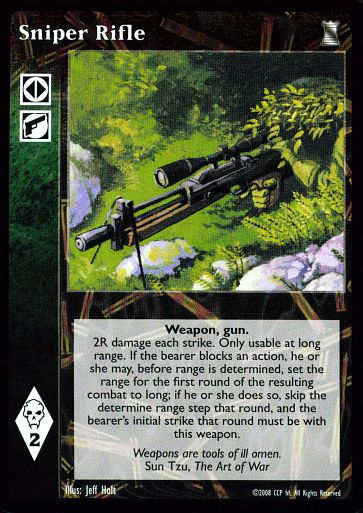 Sniper Rifle
Weapon, gun.
2R damage each strike. Only usable at long
range. If the bearer blocks an action, he or
she may, before range is determined, set the
range for the first round of the resulting
combat to long; if he or she does so, skip the
determine range step that round, and the
bearer's initial strike that round must be with
this weapon.
Weapons are tools of ill omen.
Sun Tzu, The Art of War
2
Illus: Jeff Holt
©2008 CCP hf. All Rights Reserved